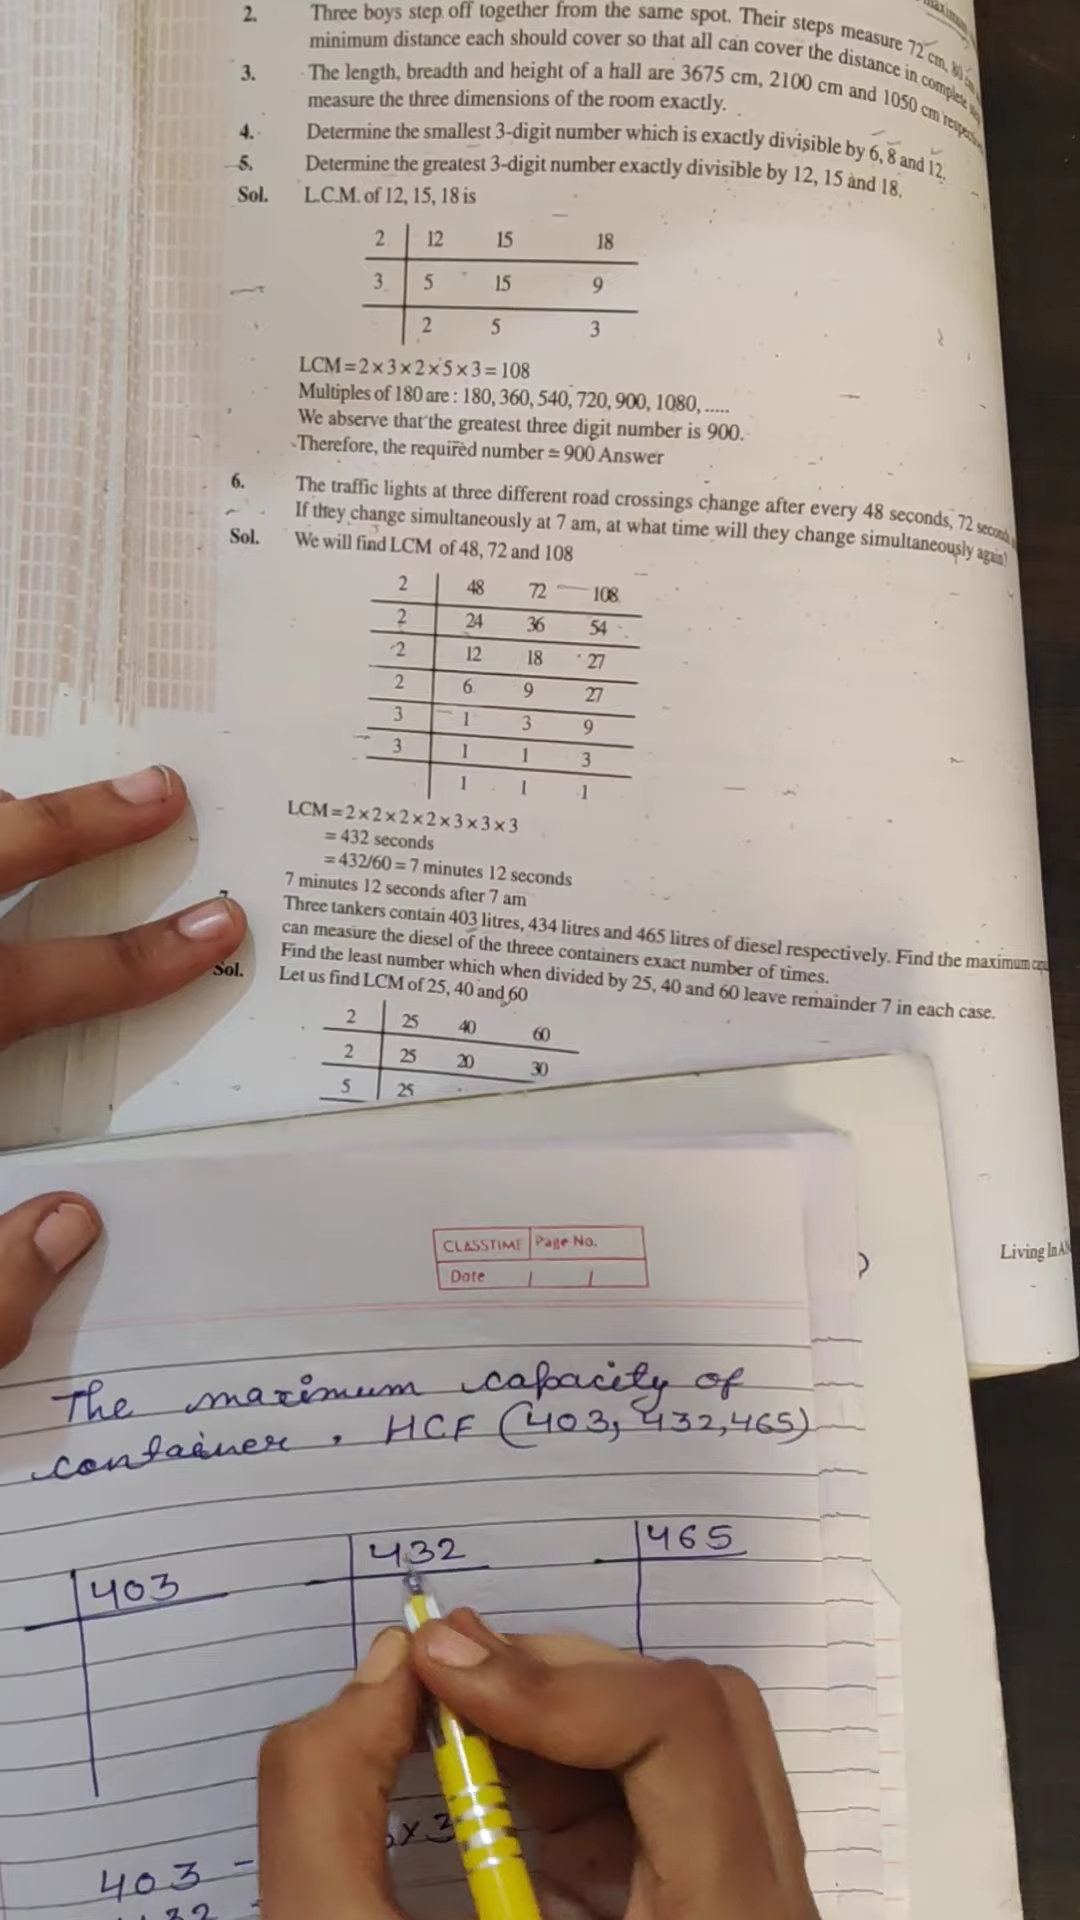 2. Three boys step off together from the same spot. Their steps measure 72 cm, 80 cm
minimum distance each should cover so that all can cover the distance in complete
3. The length, breadth and height of a hall are 3675 cm, 2100 cm and 1050 cm
measure the three dimensions of the room exactly.
4. Determine the smallest 3-digit number which is exactly divisible by 6, 8 and 12.
5. Determine the greatest 3-digit number exactly divisible by 12, 15 and 18.
Sol. L.C.M. of 12, 15, 18 is
2 12 15 18
3 5 15 9
2 5 3
LCM = 2 × 3 × 2 × 5 × 3 = 108
Multiples of 180 are : 180, 360, 540, 720, 900, 1080, .....
We observe that the greatest three digit number is 900.
Therefore, the required number = 900 Answer
6. The traffic lights at three different road crossings change after every 48 seconds, 72 seconds
If they change simultaneously at 7 am, at what time will they change simultaneously again?
Sol. We will find LCM of 48, 72 and 108
2 48 72 108
2 24 36 54
2 12 18 27
2 6 9 27
3 1 3 9
3 1 1 3
1 1 1
LCM = 2 × 2 × 2 × 2 × 3 × 3 × 3
= 432 seconds
= 432/60 = 7 minutes 12 seconds
7 minutes 12 seconds after 7 am
Three tankers contain 403 litres, 434 litres and 465 litres of diesel respectively. Find the maximum
can measure the diesel of the threee containers exact number of times.
Find the least number which when divided by 25, 40 and 60 leave remainder 7 in each case.
Sol. Let us find LCM of 25, 40 and 60
2 25 40 60
2 25 20 30
5 25
Living In A
CLASSTIME Page No.
Date / /
The maximum capacity of
container . HCF (403, 432, 465)
403 432 465
×3
403 -